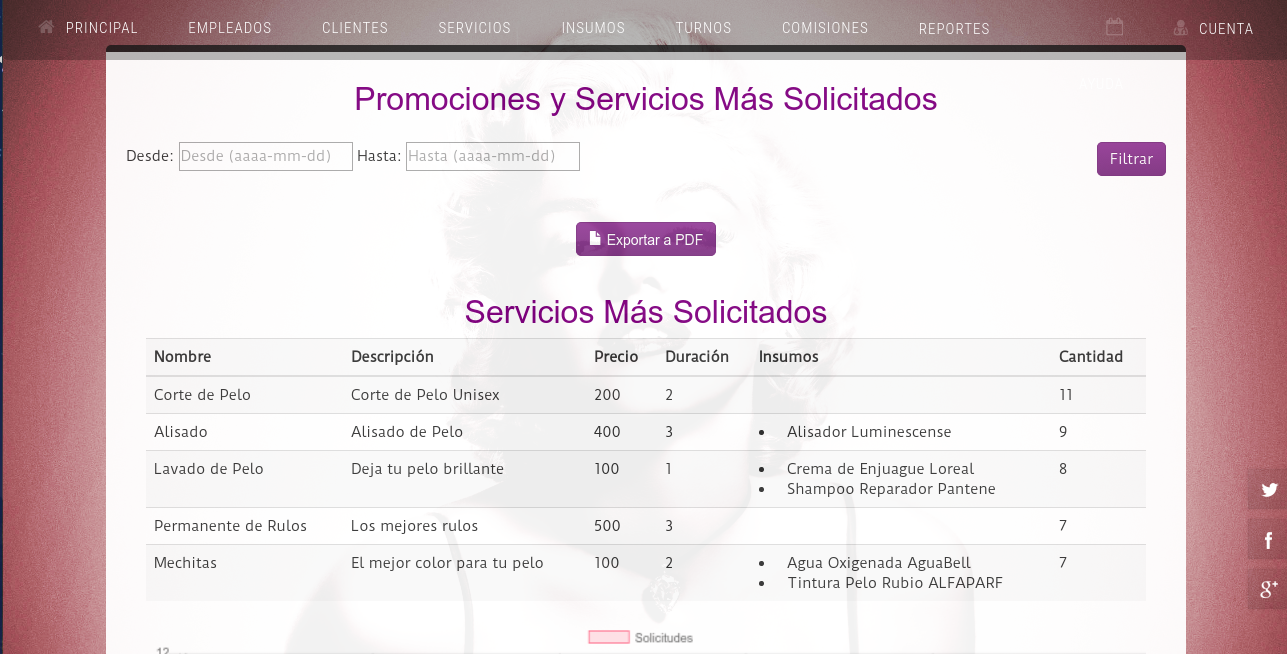 PRINCIPAL EMPLEADOS CLIENTES SERVICIOS INSUMOS TURNOS COMISIONES REPORTES CUENTA
Promociones y Servicios Más Solicitados
Desde: Desde (aaaa-mm-dd) Hasta: Hasta (aaaa-mm-dd) Filtrar
Exportar a PDF
Servicios Más Solicitados
Nombre Descripción Precio Duración Insumos Cantidad
Corte de Pelo Corte de Pelo Unisex 200 2 11
Alisado Alisado de Pelo 400 3 • Alisador Luminescense 9
Lavado de Pelo Deja tu pelo brillante 100 1 • Crema de Enjuague Loreal 8
• Shampoo Reparador Pantene
Permanente de Rulos Los mejores rulos 500 3 7
Mechitas El mejor color para tu pelo 100 2 • Agua Oxigenada AguaBell 7
• Tintura Pelo Rubio ALFAPARF
Solicitudes
12